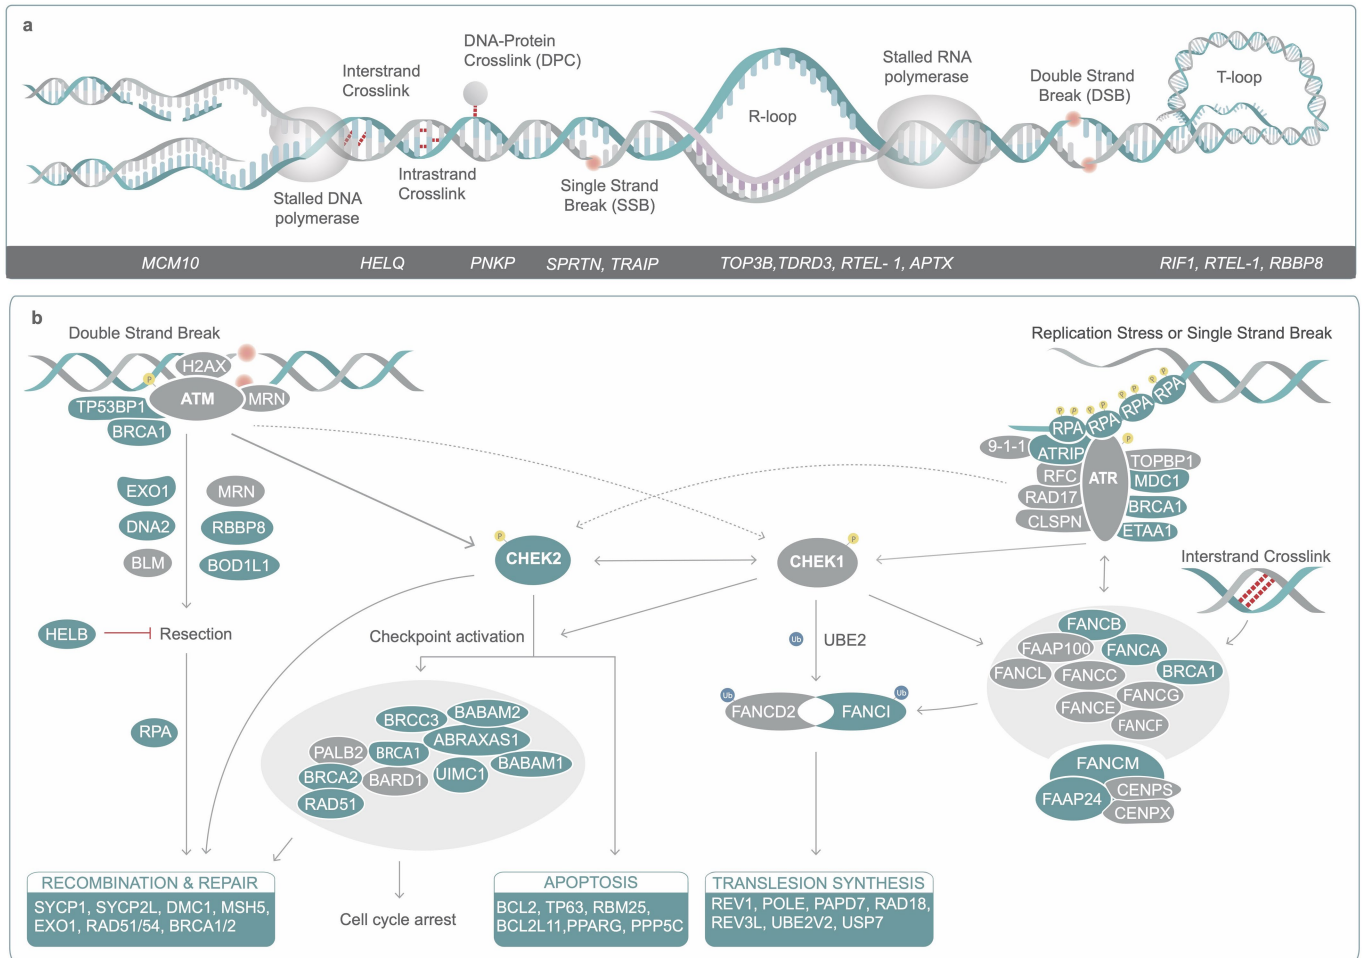 a
Interstrand
Crosslink
DNA-Protein
Crosslink (DPC)
Stalled RNA
polymerase
Double Strand
Break (DSB)
T-loop
R-loop
Stalled DNA
polymerase
Intrastrand
Crosslink
Single Strand
Break (SSB)
MCM10
HELQ
PNKP
SPRTN, TRAIP
TOP3B,TDRD3, RTEL- 1, APTX
RIF1, RTEL-1, RBBP8
b
Double Strand Break
H2AX
P
ATM
MRN
TP53BP1
BRCA1
EXO1
MRN
DNA2
RBBP8
BLM
BOD1L1
HELB
Resection
RPA
Replication Stress or Single Strand Break
P P P P P P P P
RPA
RPA
RPA
RPA
P
9-1-1
ATRIP
RFC
RAD17
CLSPN
ATR
TOPBP1
MDC1
BRCA1
ETAA1
P
CHEK2
P
CHEK1
Interstrand Crosslink
Checkpoint activation
Ub
UBE2
FANCB
FAAP100
FANCA
FANCL
FANCC
BRCA1
FANCE
FANCG
FANCF
FANCM
FAAP24
CENPS
CENPX
Ub
FANCD2
FANCI
Ub
BRCC3
BABAM2
ABRAXAS1
PALB2
BRCA1
BABAM1
BRCA2
BARD1
UIMC1
RAD51
RECOMBINATION & REPAIR
SYCP1, SYCP2L, DMC1, MSH5,
EXO1, RAD51/54, BRCA1/2
Cell cycle arrest
APOPTOSIS
BCL2, TP63, RBM25,
BCL2L11,PPARG, PPP5C
TRANSLESION SYNTHESIS
REV1, POLE, PAPD7, RAD18,
REV3L, UBE2V2, USP7